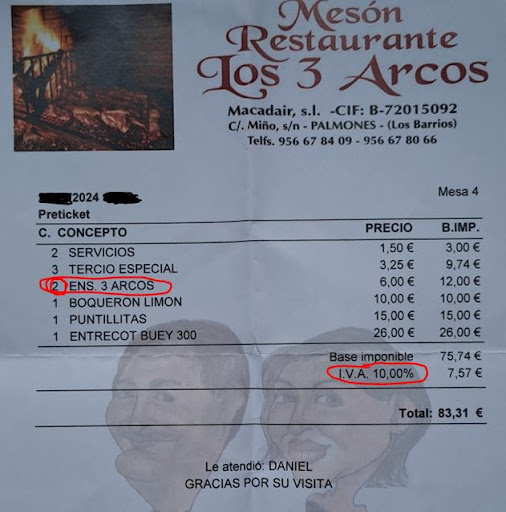 Mesón
Restaurante
Los 3 Arcos
Macadair, s.l. -CIF: B-72015092
C/. Miño, s/n - PALMONES - (Los Barrios)
Telfs. 956 67 84 09 - 956 67 80 66
2024
Mesa 4
Preticket
C. CONCEPTO PRECIO B.IMP.
2 SERVICIOS 1,50 € 3,00 €
3 TERCIO ESPECIAL 3,25 € 9,74 €
2 ENS. 3 ARCOS 6,00 € 12,00 €
1 BOQUERON LIMON 10,00 € 10,00 €
1 PUNTILLITAS 15,00 € 15,00 €
1 ENTRECOT BUEY 300 26,00 € 26,00 €
Base imponible 75,74 €
I.V.A. 10,00% 7,57 €
Total: 83,31 €
Le atendió: DANIEL
GRACIAS POR SU VISITA